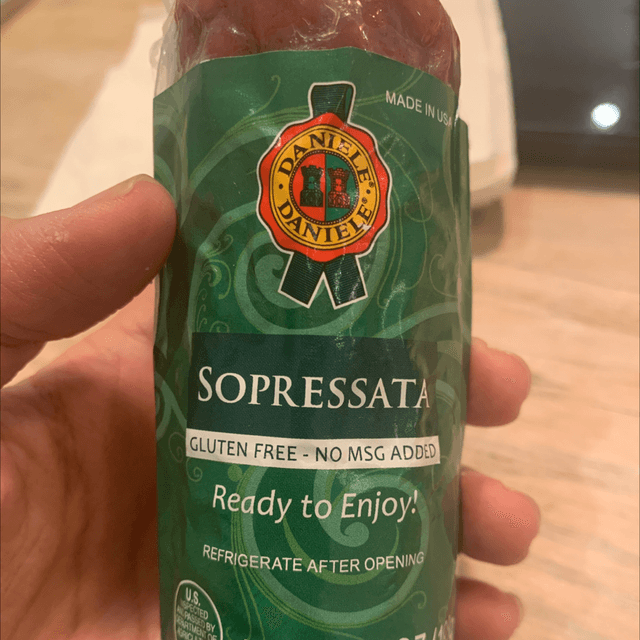 MADE IN USA
DANIELE
DANIELE
SOPRESSATA
GLUTEN FREE - NO MSG ADDED
Ready to Enjoy!
REFRIGERATE AFTER OPENING
U.S.